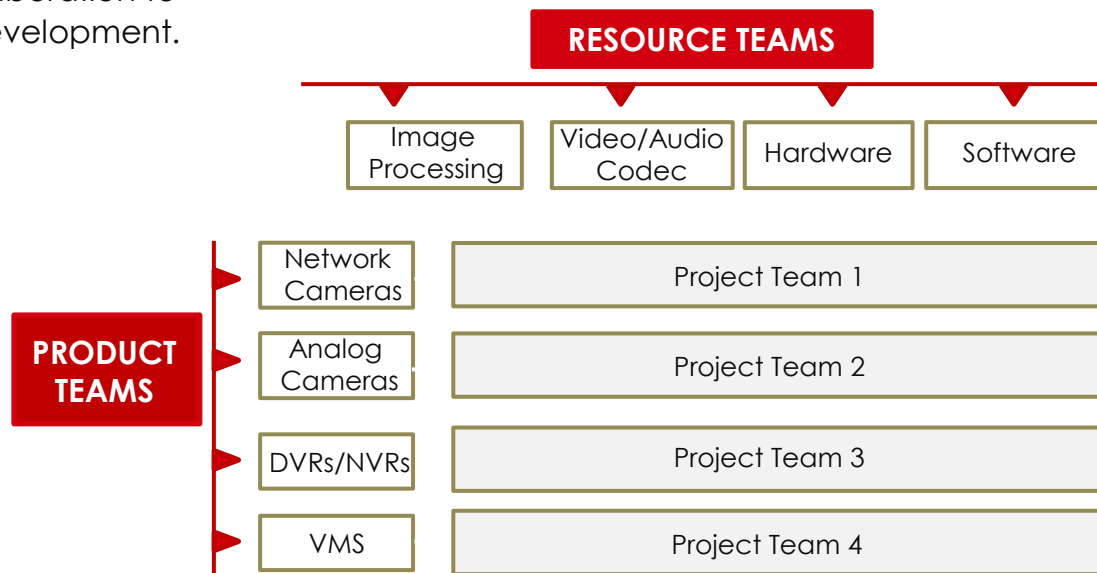 evelopment.
RESOURCE TEAMS
Image
Processing
Video/Audio
Codec
Hardware
Software
PRODUCT
TEAMS
Network
Cameras
Project Team 1
Analog
Cameras
Project Team 2
DVRs/NVRs
Project Team 3
VMS
Project Team 4